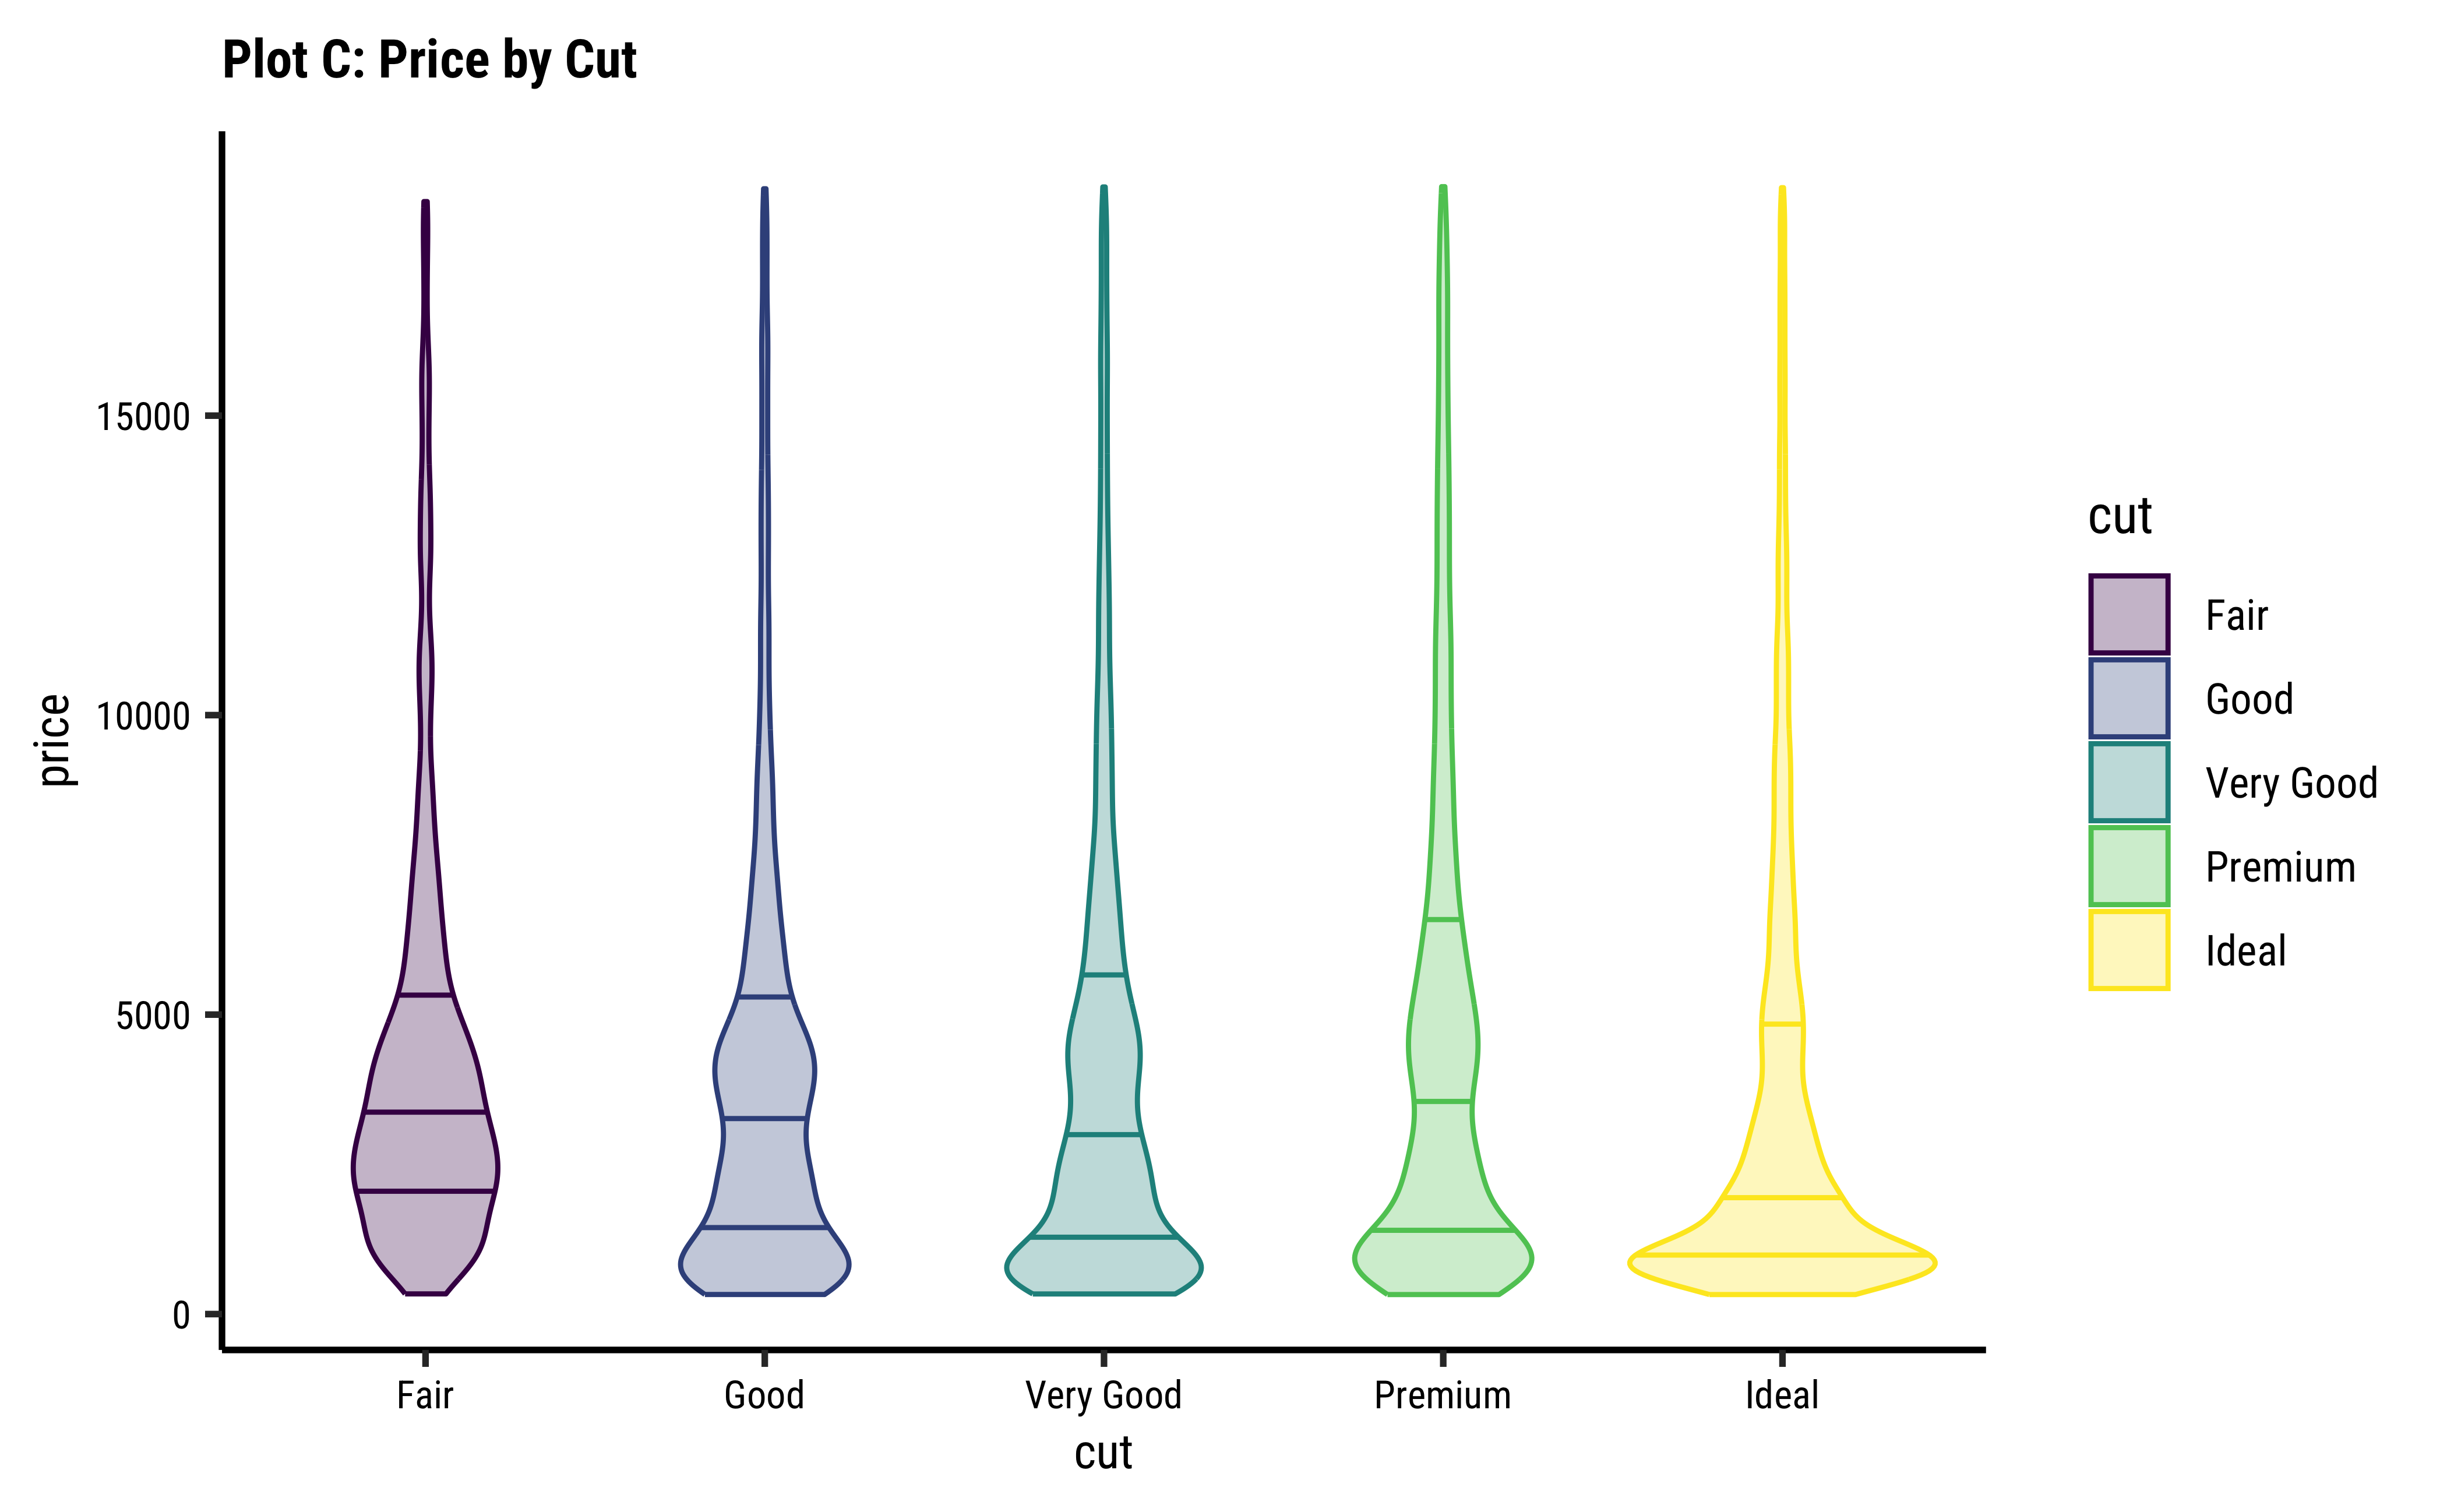 Plot C: Price by Cut
price
15000
10000
5000
0
Fair
Good
Very Good
Premium
Ideal
cut
cut
Fair
Good
Very Good
Premium
Ideal